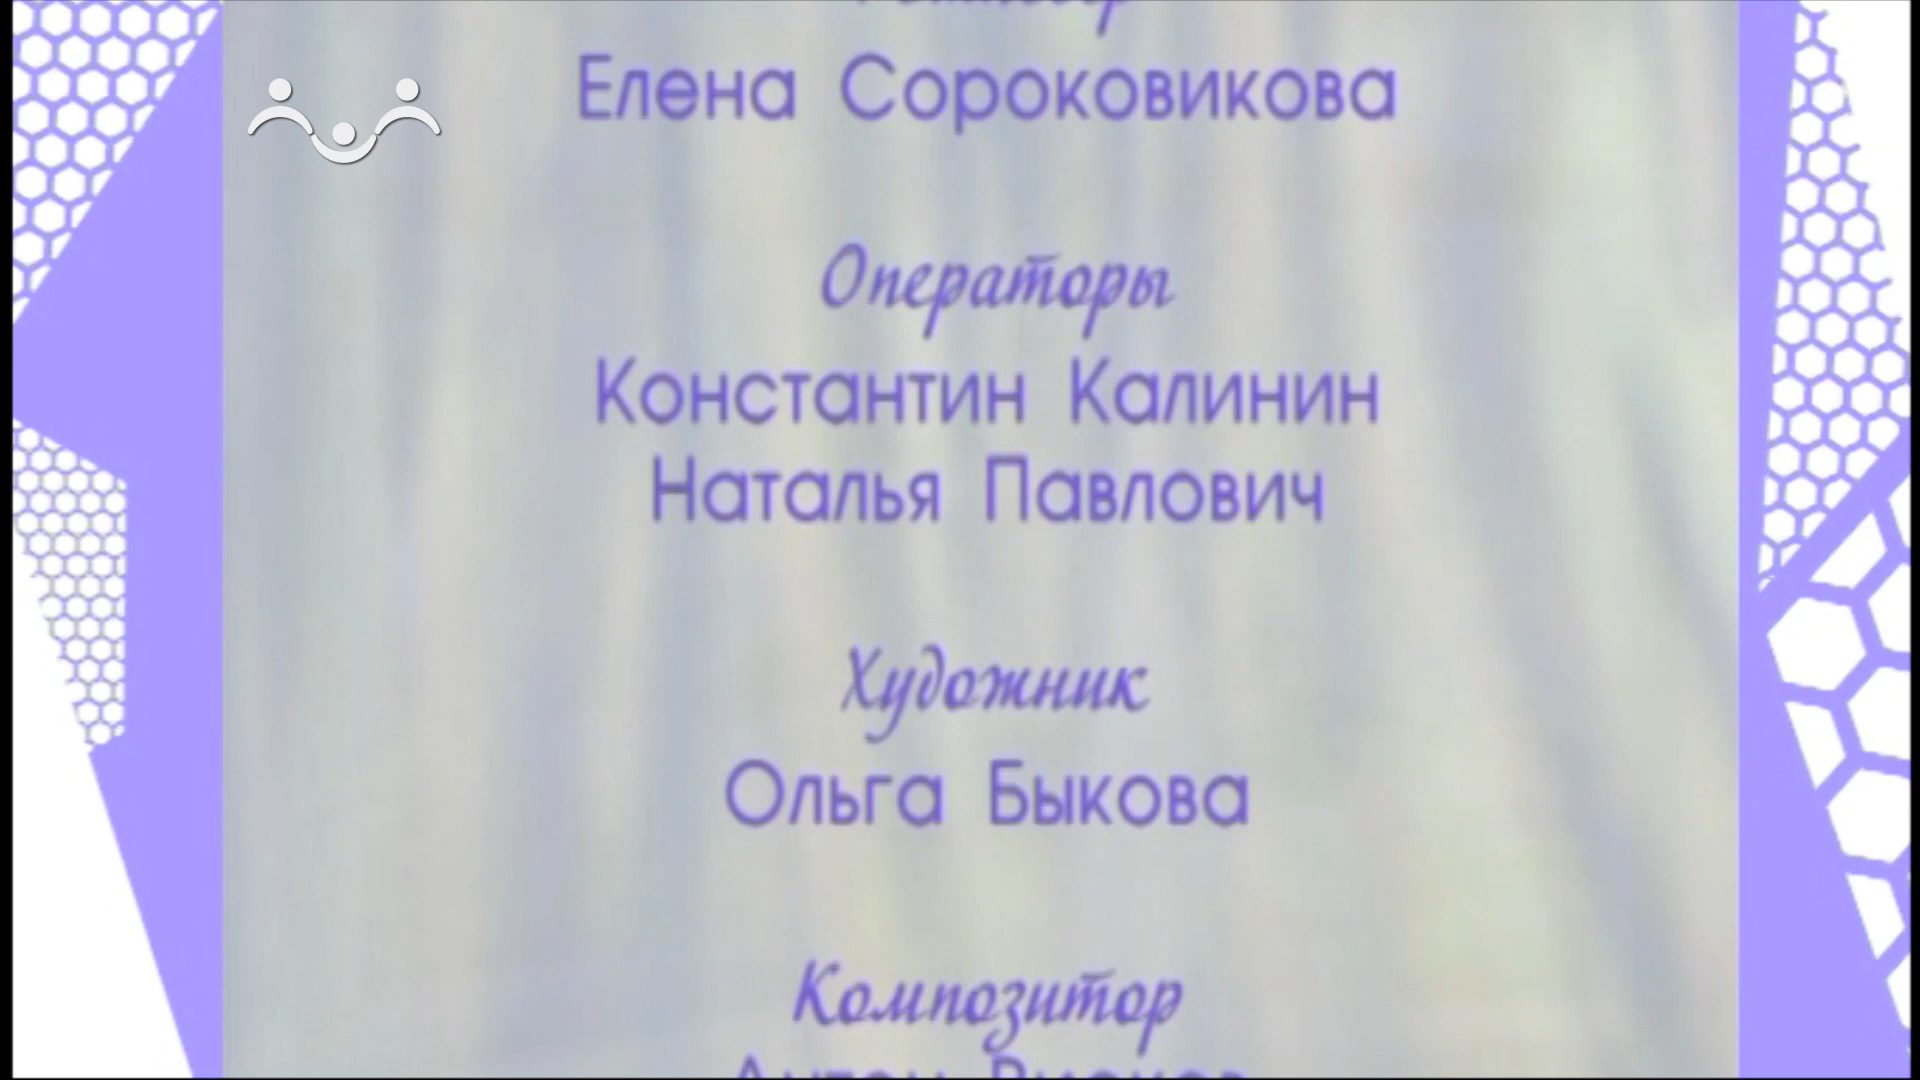 Елена Сороковикова
Операторы
Константин Калинин
Наталья Павлович
Художник
Ольга Быкова
Композитор